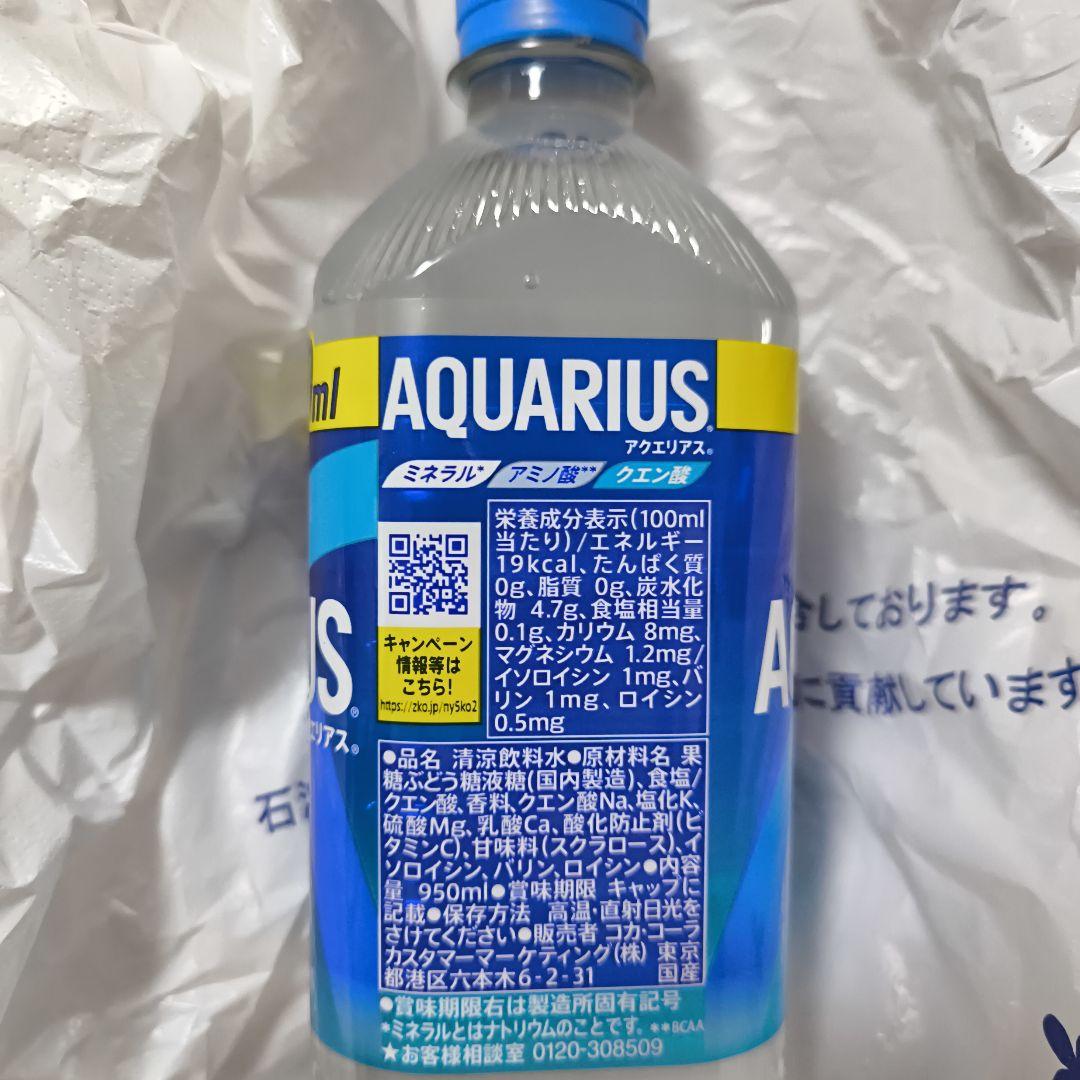 ml
AQUARIUS®
アクエリアス®
ミネラル* アミノ酸** クエン酸
栄養成分表示(100ml
当たり)/エネルギー
19kcal、たんぱく質
0g、脂質 0g、炭水化
物 4.7g、食塩相当量
0.1g、カリウム 8mg、
マグネシウム 1.2mg/
イソロイシン 1mg、バ
リン 1mg、ロイシン
0.5mg
キャンペーン
情報等は
こちら!
https://zko.jp/ny5ko2
●品名 清涼飲料水●原材料名 果
糖ぶどう糖液糖(国内製造)、食塩/
クエン酸、香料、クエン酸Na、塩化K、
硫酸Mg、乳酸Ca、酸化防止剤(ビ
タミンC)、甘味料(スクラロース)、イ
ソロイシン、バリン、ロイシン●内容
量 950ml●賞味期限 キャップに
記載●保存方法 高温・直射日光を
さけてください●販売者 コカ・コーラ
カスタマーマーケティング(株) 東京
都港区六本木6-2-31 国産
●賞味期限右は製造所固有記号
*ミネラルとはナトリウムのことです。**BCAA
★お客様相談室 0120-308509
US®
エリアス®
A
しております。
に貢献しています
石